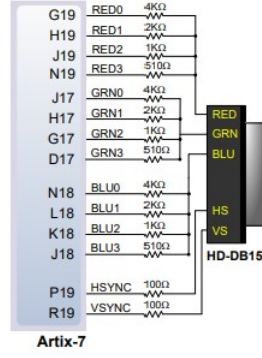 G19 RED0 4KΩ
H19 RED1 2KΩ
J19 RED2 1KΩ
N19 RED3 510Ω
J17 GRN0 4KΩ
H17 GRN1 2KΩ
G17 GRN2 1KΩ
D17 GRN3 510Ω
N18 BLU0 4KΩ
L18 BLU1 2KΩ
K18 BLU2 1KΩ
J18 BLU3 510Ω
P19 HSYNC 100Ω
R19 VSYNC 100Ω
Artix-7
RED
GRN
BLU
HS
VS
HD-DB15